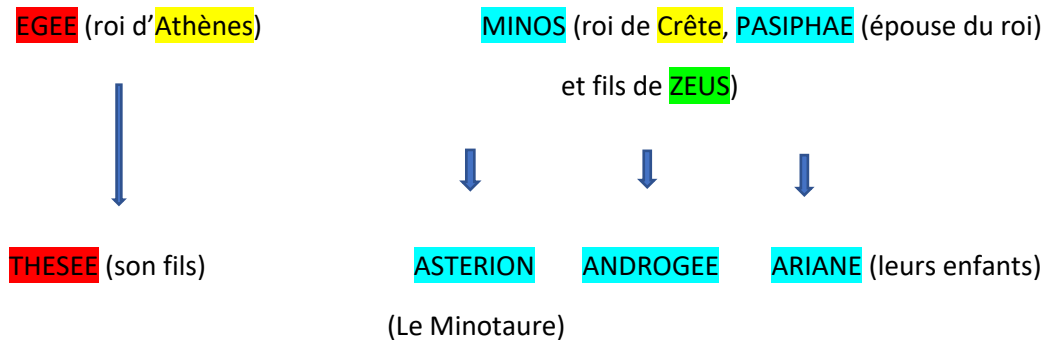 EGEE (roi d'Athènes) MINOS (roi de Crête, PASIPHAE (épouse du roi)
et fils de ZEUS)
THESEE (son fils) ASTERION ANDROGEE ARIANE (leurs enfants)
(Le Minotaure)